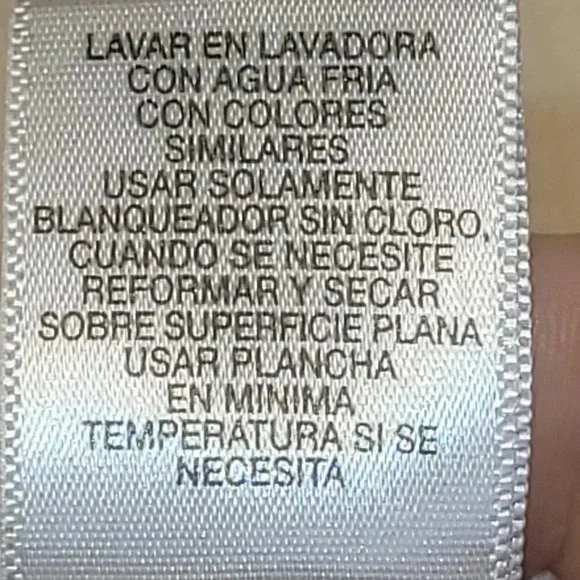 LAVAR EN LAVADORA
CON AGUA FRIA
CON COLORES
SIMILARES
USAR SOLAMENTE
BLANQUEADOR SIN CLORO,
CUANDO SE NECESITE
REFORMAR Y SECAR
SOBRE SUPERFICIE PLANA
USAR PLANCHA
EN MINIMA
TEMPERATURA SI SE
NECESITA